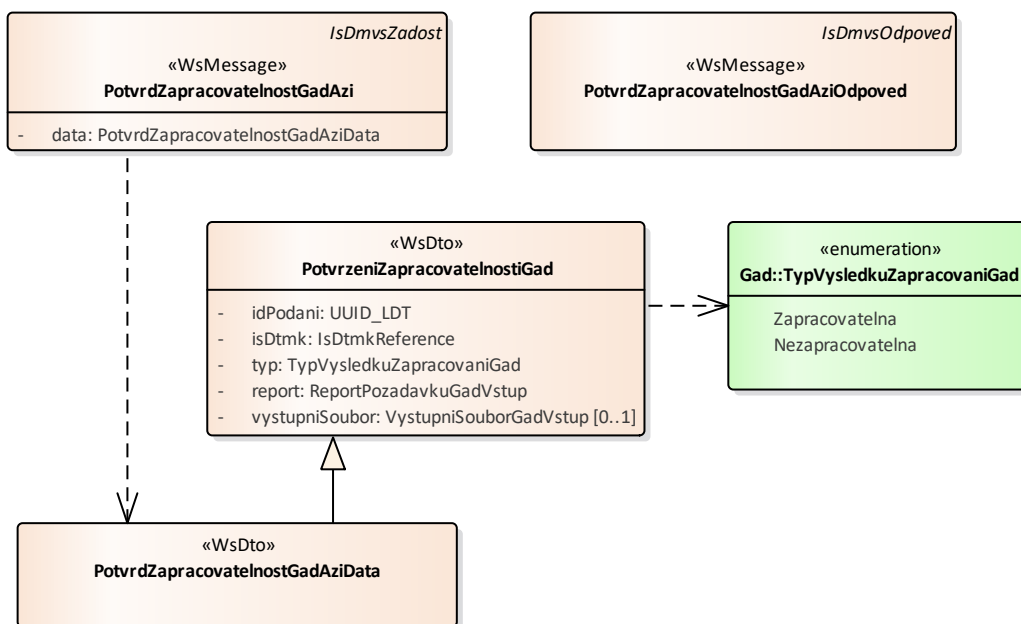 IsDmvsZadost
«WsMessage»
PotvrdZapracovatelnostGadAzi
- data: PotvrdZapracovatelnostGadAziData
IsDmvsOdpoved
«WsMessage»
PotvrdZapracovatelnostGadAziOdpoved
«WsDto»
PotvrzeniZapracovatelnostiGad
- idPodani: UUID_LDT
- isDtmk: IsDtmkReference
- typ: TypVysledkuZapracovaniGad
- report: ReportPozadavkuGadVstup
- vystupniSoubor: VystupniSouborGadVstup [0..1]
«enumeration»
Gad::TypVysledkuZapracovaniGad
Zapracovatelna
Nezapracovatelna
«WsDto»
PotvrdZapracovatelnostGadAziData